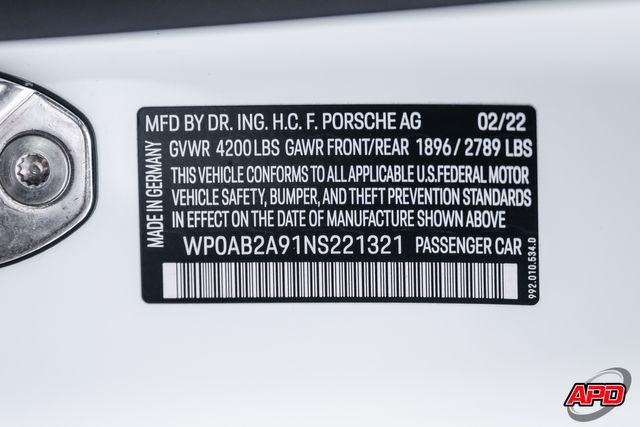 MFD BY DR. ING. H.C. F. PORSCHE AG 02/22
GVWR 4200 LBS GAWR FRONT/REAR 1896 / 2789 LBS
THIS VEHICLE CONFORMS TO ALL APPLICABLE U.S.FEDERAL MOTOR
VEHICLE SAFETY, BUMPER, AND THEFT PREVENTION STANDARDS
IN EFFECT ON THE DATE OF MANUFACTURE SHOWN ABOVE
WP0AB2A91NS221321 PASSENGER CAR
MADE IN GERMANY
992.010.534.D
APD